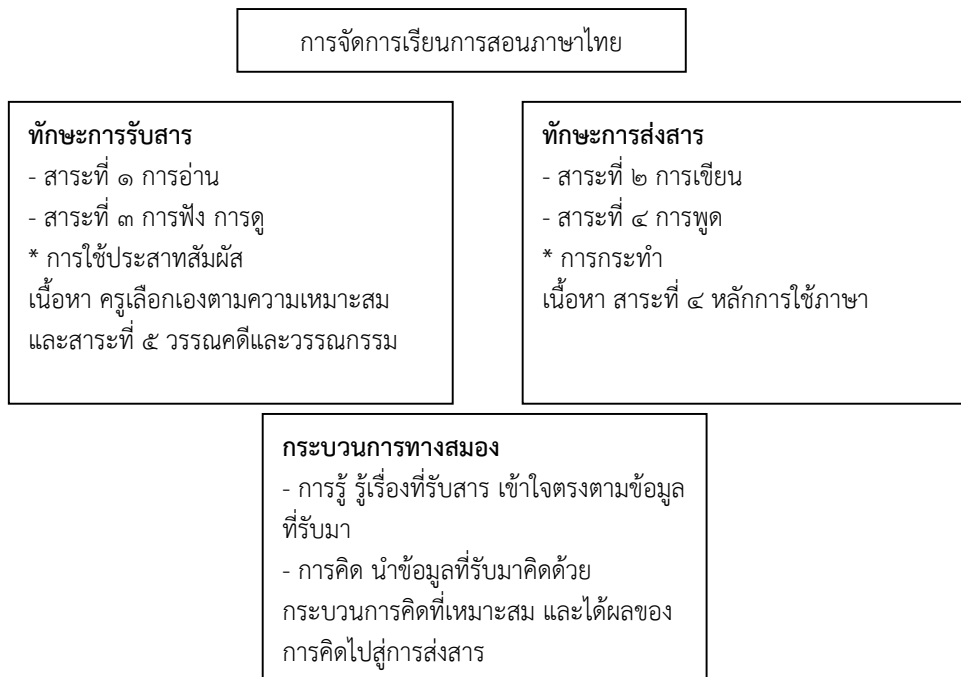 การจัดการเรียนการสอนภาษาไทย
ทักษะการรับสาร
- สาระที่ ๑ การอ่าน
- สาระที่ ๓ การฟัง การดู
* การใช้ประสาทสัมผัส
เนื้อหา ครูเลือกเองตามความเหมาะสม
และสาระที่ ๕ วรรณคดีและวรรณกรรม
ทักษะการส่งสาร
- สาระที่ ๒ การเขียน
- สาระที่ ๔ การพูด
* การกระทำ
เนื้อหา สาระที่ ๔ หลักการใช้ภาษา
กระบวนการทางสมอง
- การรู้ รู้เรื่องที่รับสาร เข้าใจตรงตามข้อมูล
ที่รับมา
- การคิด นำข้อมูลที่รับมาคิดด้วย
กระบวนการคิดที่เหมาะสม และได้ผลของ
การคิดไปสู่การส่งสาร